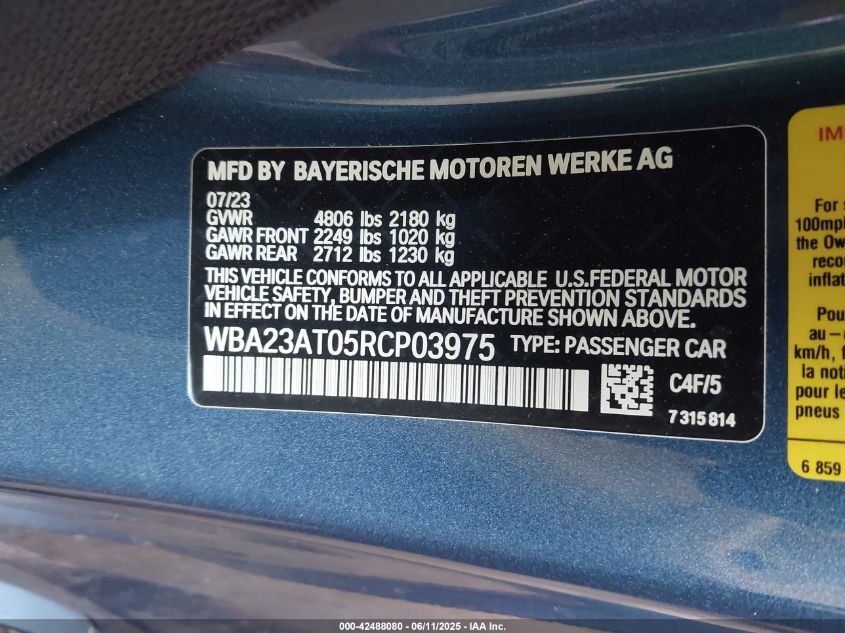 MFD BY BAYERISCHE MOTOREN WERKE AG
07/23
GVWR 4806 lbs 2180 kg
GAWR FRONT 2249 lbs 1020 kg
GAWR REAR 2712 lbs 1230 kg
THIS VEHICLE CONFORMS TO ALL APPLICABLE U.S.FEDERAL MOTOR
VEHICLE SAFETY, BUMPER AND THEFT PREVENTION STANDARDS
IN EFFECT ON THE DATE OF MANUFACTURE SHOWN ABOVE.
WBA23AT05RCP03975 TYPE: PASSENGER CAR
C4F/5
7 315 814
IM
For
100mpl
the Ow
reco
inflat
Pou
au-
km/h, f
la noti
pour le
pneus
6 859
000-42488080 - 06/11/2025 - IAA Inc.